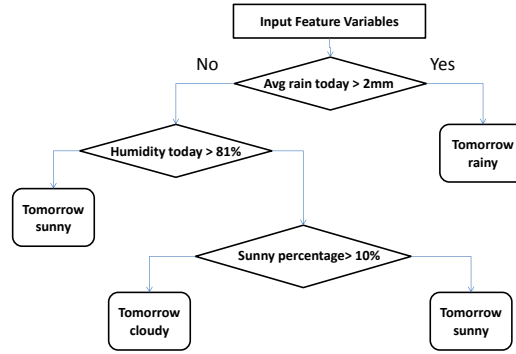 Input Feature Variables
No
Yes
Avg rain today > 2mm
Humidity today > 81%
Tomorrow
rainy
Tomorrow
sunny
Sunny percentage> 10%
Tomorrow
cloudy
Tomorrow
sunny